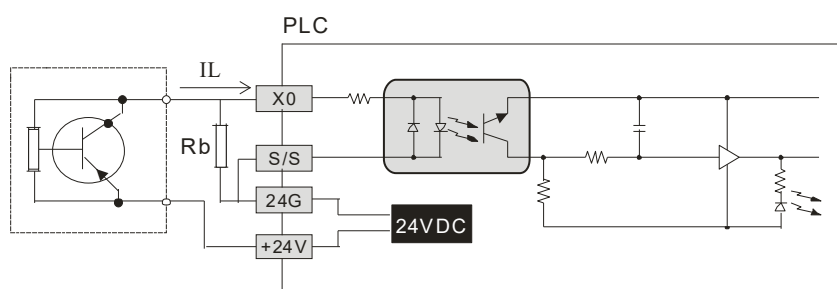 PLC
IL
X0
Rb
S/S
24G
24VDC
+24V